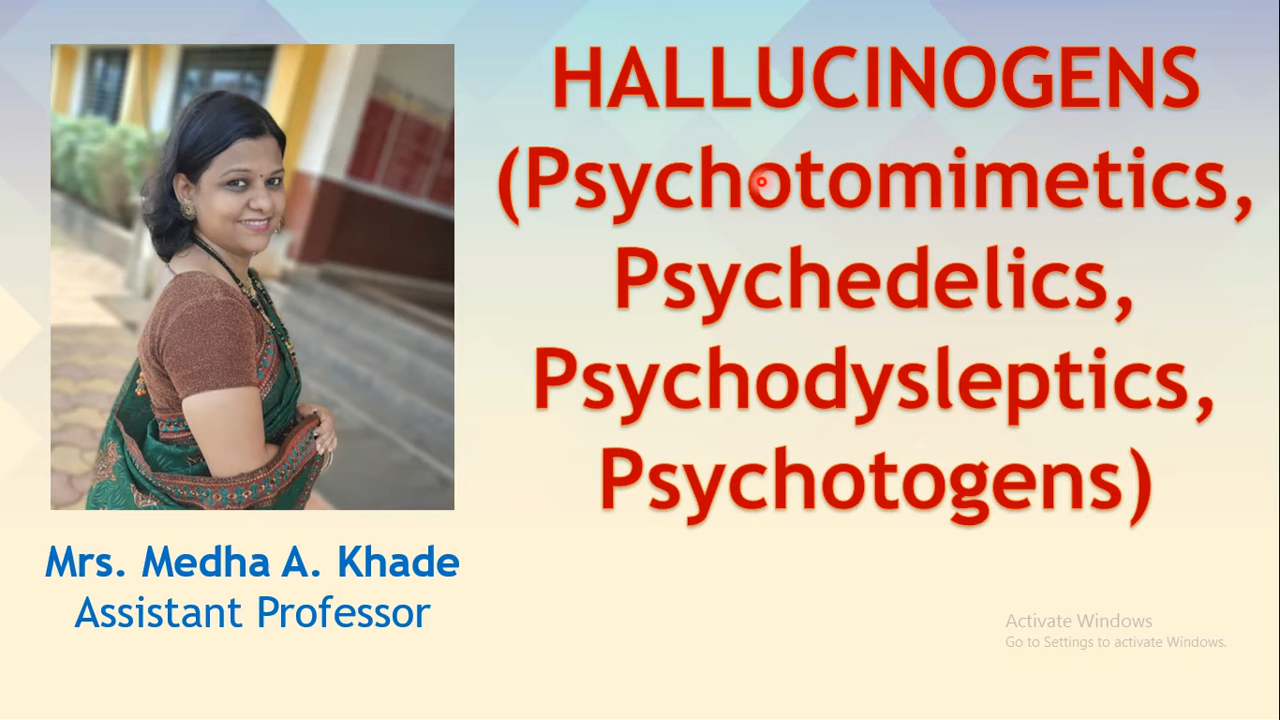 HALLUCINOGENS
(Psychotomimetics,
Psychedelics,
Psychodysleptics,
Psychotogens)
Mrs. Medha A. Khade
Assistant Professor
Activate Windows
Go to Settings to activate Windows.